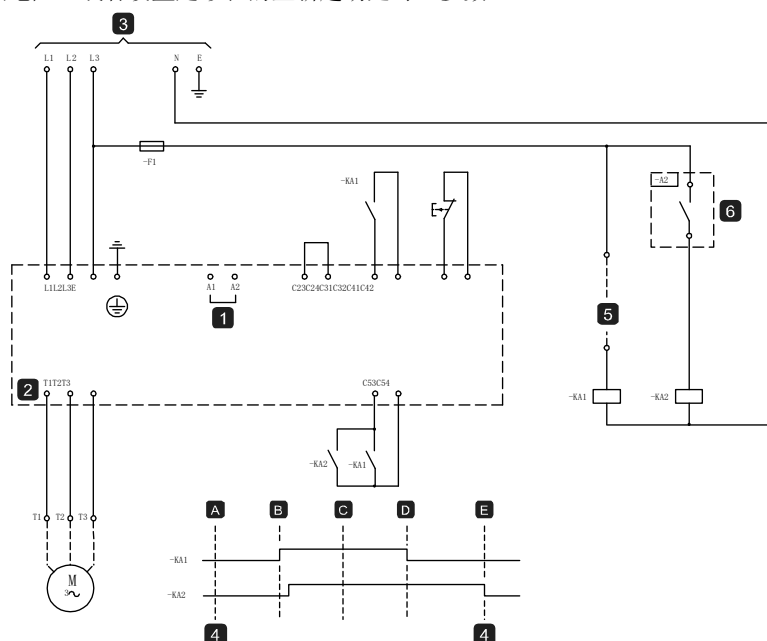 3
L1 L2 L3 N E
-F1
-KA1
-A2
6
L1L2L3E
A1 A2
C23C24C31C32C41C42
1
5
2
T1T2T3
C53C54
-KA1
-KA2
-KA2
-KA1
T1 T2 T3
A B C D E
-KA1
M
3
-KA2
4
4